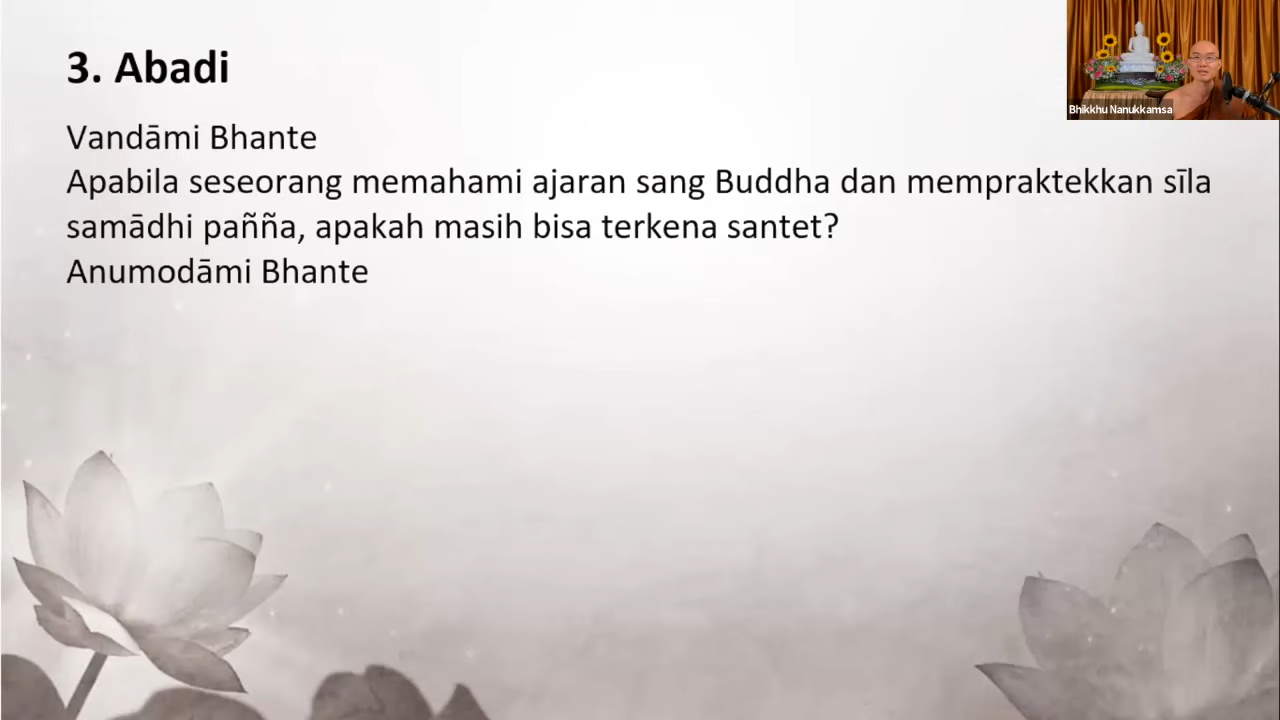 3. Abadi
Vandāmi Bhante
Apabila seseorang memahami ajaran sang Buddha dan mempraktekkan sīla
samādhi pañña, apakah masih bisa terkena santet?
Anumodāmi Bhante
Bhikkhu Nanukkamsa